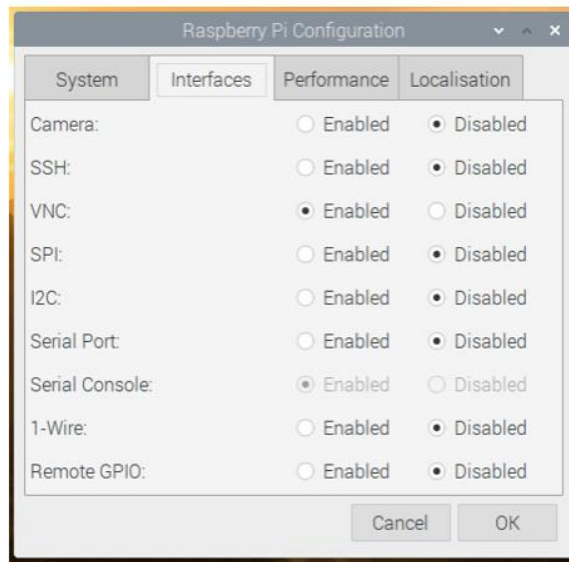 Raspberry Pi Configuration
System Interfaces Performance Localisation
Camera: Enabled Disabled
SSH: Enabled Disabled
VNC: Enabled Disabled
SPI: Enabled Disabled
I2C: Enabled Disabled
Serial Port: Enabled Disabled
Serial Console: Enabled Disabled
1-Wire: Enabled Disabled
Remote GPIO: Enabled Disabled
Cancel OK